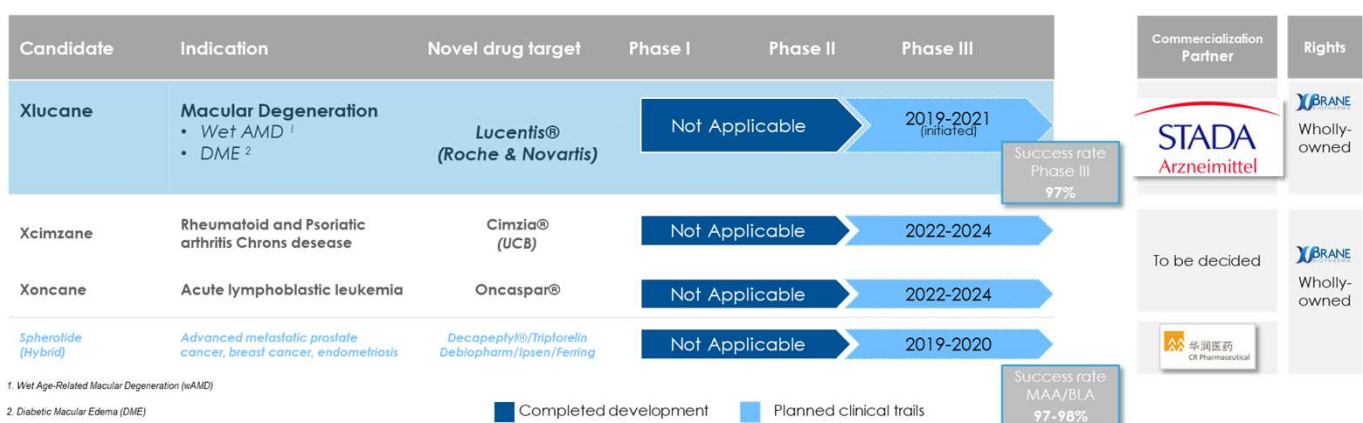 Candidate Indication Novel drug target Phase I Phase II Phase III Commercialization Partner Rights
Xlucane
Macular Degeneration
• Wet AMD 1
• DME 2
Lucentis®
(Roche & Novartis)
Not Applicable
2019-2021
(initiated)
Success rate
Phase III
97%
STADA
Arzneimittel
XBRANE
BIOPHARMA
Wholly-
owned
Xcimzane
Rheumatoid and Psoriatic
arthritis Chrons desease
Cimzia®
(UCB)
Not Applicable
2022-2024
To be decided
XBRANE
BIOPHARMA
Wholly-
owned
Xoncane
Acute lymphoblastic leukemia
Oncaspar®
Not Applicable
2022-2024
Spherotide
(Hybrid)
Advanced metastatic prostate
cancer, breast cancer, endometriosis
Decapeptyl®/Triptorelin
Debiopharm/Ipsen/Ferring
Not Applicable
2019-2020
华润医药
CR Pharmaceutical
Success rate
MAA/BLA
97-98%
1. Wet Age-Related Macular Degeneration (wAMD)
2. Diabetic Macular Edema (DME)
Completed development
Planned clinical trails